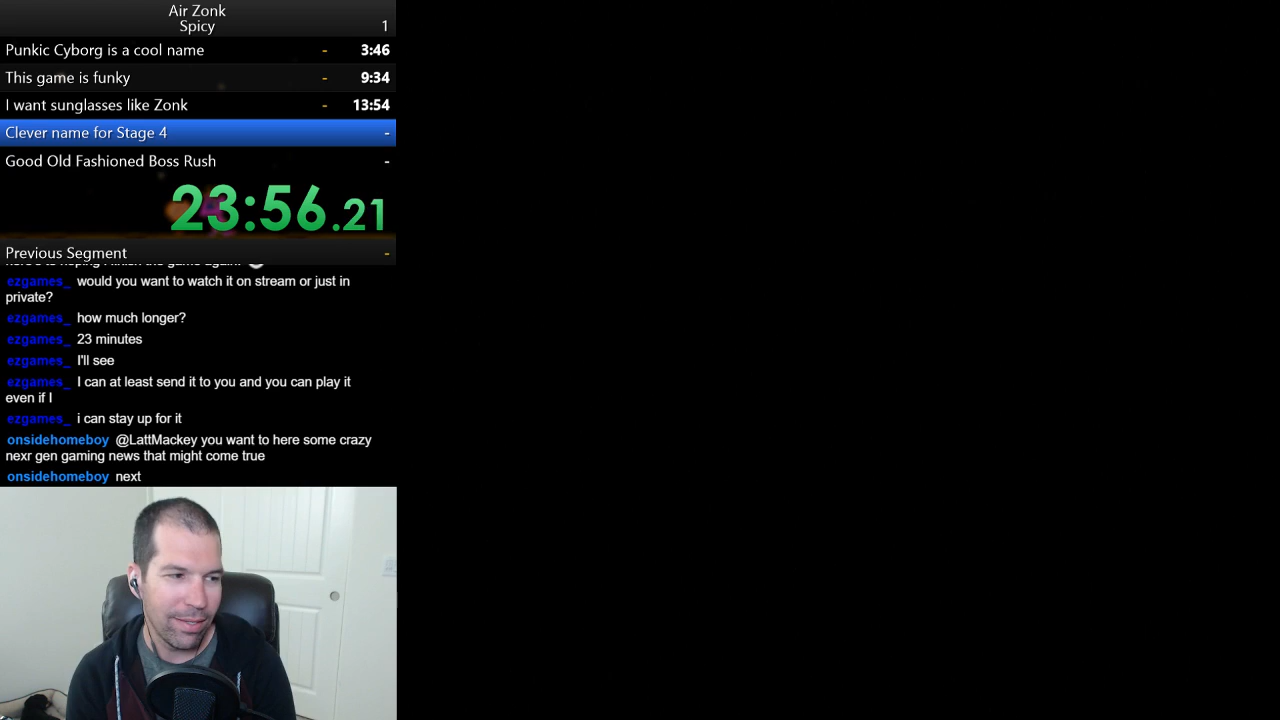 Air Zonk
Spicy 1
Punkic Cyborg is a cool name - 3:46
This game is funky - 9:34
I want sunglasses like Zonk - 13:54
Clever name for Stage 4 -
Good Old Fashioned Boss Rush -
23:56.21
Previous Segment -
ezgames_ would you want to watch it on stream or just in
private?
ezgames_ how much longer?
ezgames_ 23 minutes
ezgames_ I'll see
ezgames_ I can at least send it to you and you can play it
even if I
ezgames_ i can stay up for it
onsidehomeboy @LattMackey you want to here some crazy
nexr gen gaming news that might come true
onsidehomeboy next